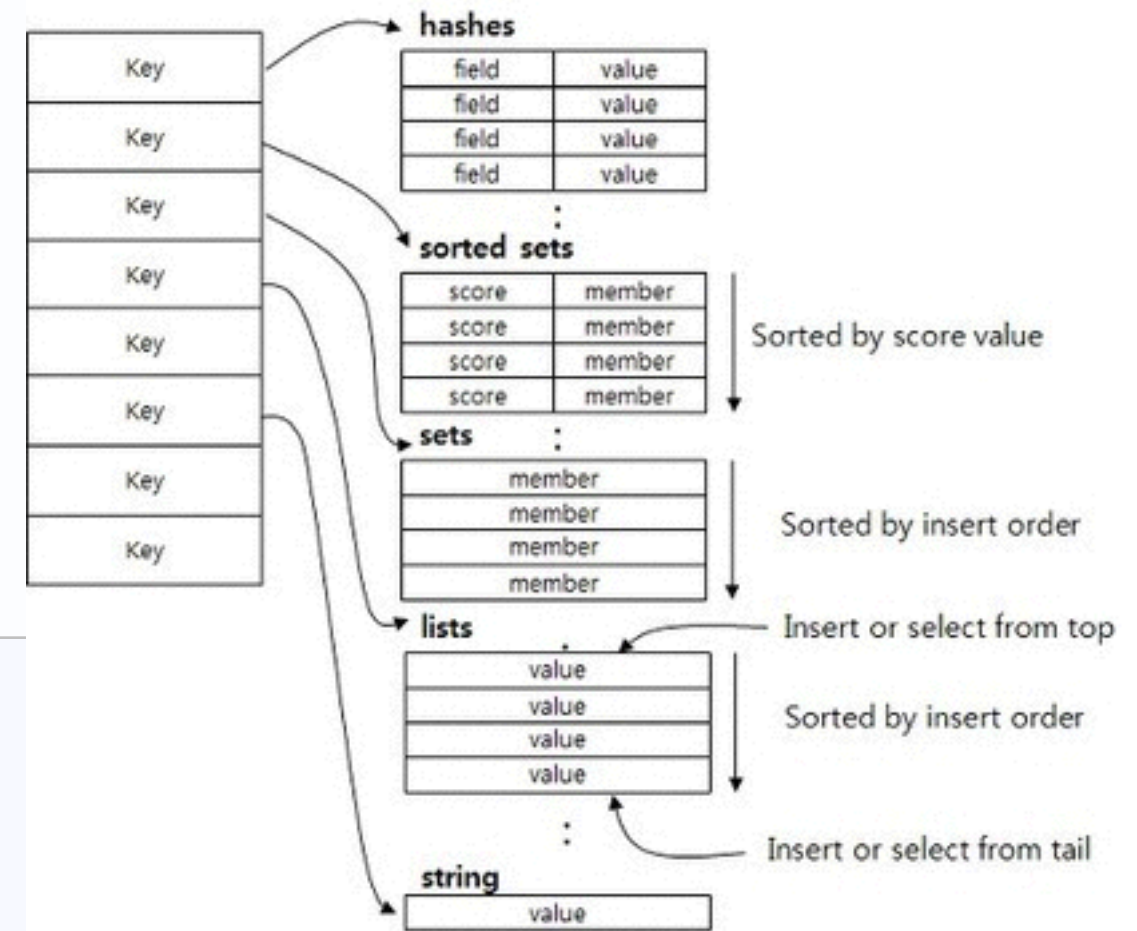 Key
Key
Key
Key
Key
Key
Key
Key
hashes
field value
field value
field value
field value
sorted sets
score member
score member
score member
score member
Sorted by score value
sets
member
member
member
member
Sorted by insert order
lists
Insert or select from top
value
value
value
value
Sorted by insert order
Insert or select from tail
string
value